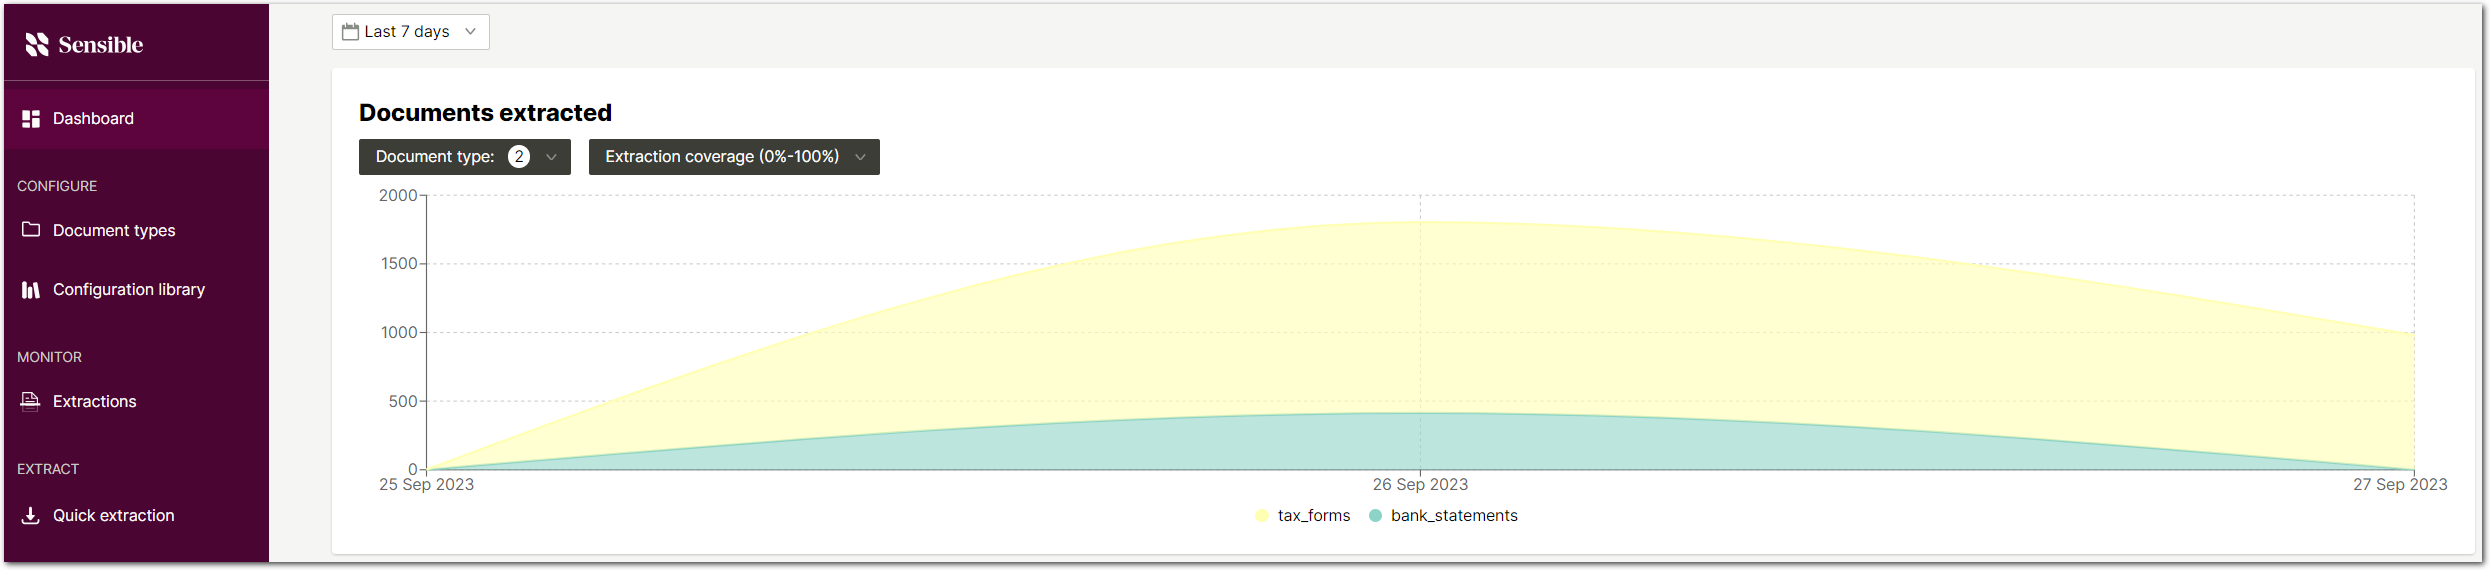 Sensible
Dashboard
CONFIGURE
Document types
Configuration library
MONITOR
Extractions
EXTRACT
Quick extraction
Last 7 days
Documents extracted
Document type: 2
Extraction coverage (0%-100%)
2000
1500
1000
500
0
25 Sep 2023
26 Sep 2023
27 Sep 2023
tax_forms
bank_statements